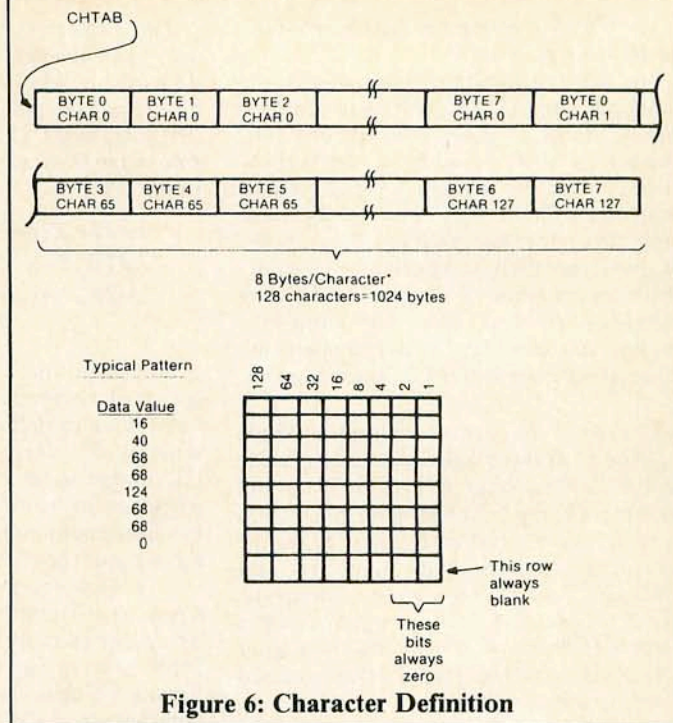 CHTAB
BYTE 0 BYTE 1 BYTE 2 BYTE 7 BYTE 0
CHAR 0 CHAR 0 CHAR 0 CHAR 0 CHAR 1
BYTE 3 BYTE 4 BYTE 5 BYTE 6 BYTE 7
CHAR 65 CHAR 65 CHAR 65 CHAR 127 CHAR 127
8 Bytes/Character*
128 characters=1024 bytes
Typical Pattern
128 64 32 16 8 4 2 1
Data Value
16
40
68
68
124
68
68
0
This row
always
blank
These
bits
always
zero
Figure 6: Character Definition